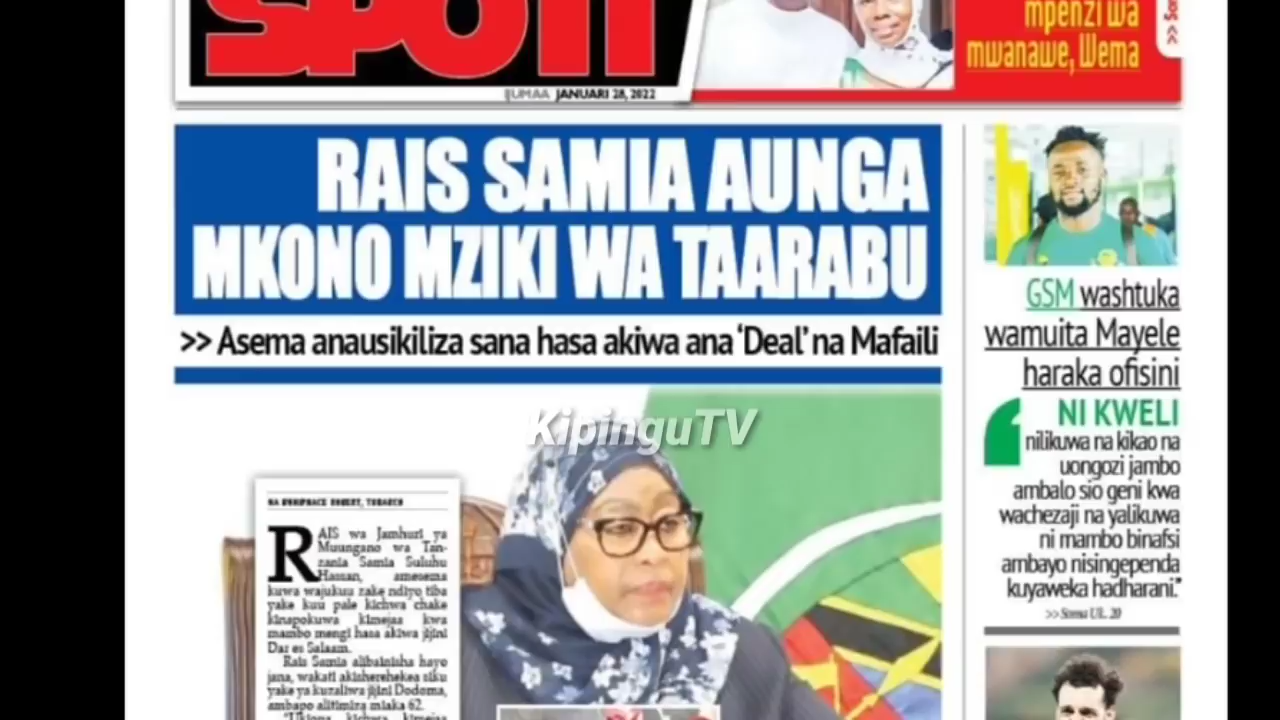 SPOTI
IJUMAA JANUARI 28, 2022
mpenzi wa
mwanawe, Wema
RAIS SAMIA AUNGA
MKONO MZIKI WA TAARABU
>> Asema anausikiliza sana hasa akiwa ana ‘Deal’ na Mafaili
KipinguTV
RAIS wa Jamhuri ya
Muungano wa Tan-
zania Samia Suluhu
Hassan, amesema
kuwa wajukuu zake ndiyo tiba
yake kuu pale kichwa chake
kinapokuwa kimejaa kwa
mambo mengi hasa akiwa jijini
Dar es Salaam.
Rais Samia alibainisha hayo
jana, wakati akisherehekea siku
yake ya kuzaliwa jijini Dodoma,
ambapo alitimiza miaka 62.
GSM washtuka
wamuita Mayele
haraka ofisini
NI KWELI
nilikuwa na kikao na
uongozi jambo
ambalo sio geni kwa
wachezaji na yalikuwa
ni mambo binafsi
ambayo nisingependa
kuyaweka hadharani."
>> Soma UK. 20